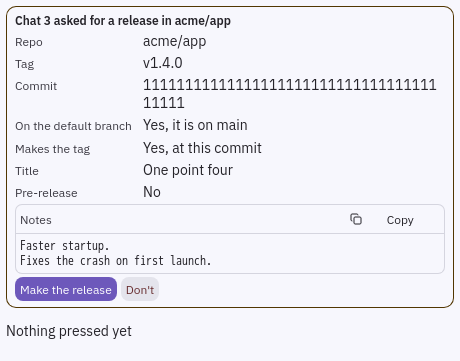 Chat 3 asked for a release in acme/app
Repo acme/app
Tag v1.4.0
Commit 11111111111111111111111111111111111
11111
On the default branch Yes, it is on main
Makes the tag Yes, at this commit
Title One point four
Pre-release No
Notes Copy
Faster startup.
Fixes the crash on first launch.
Make the release Don't
Nothing pressed yet